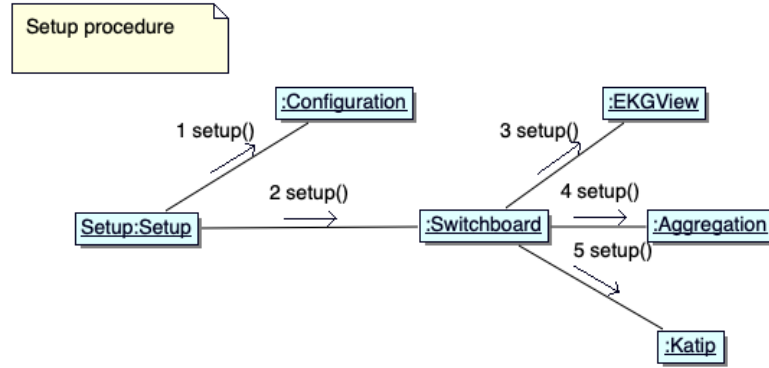 Setup procedure
:Configuration
:EKGView
1 setup()
3 setup()
2 setup()
4 setup()
Setup:Setup
:Switchboard
:Aggregation
5 setup()
:Katip